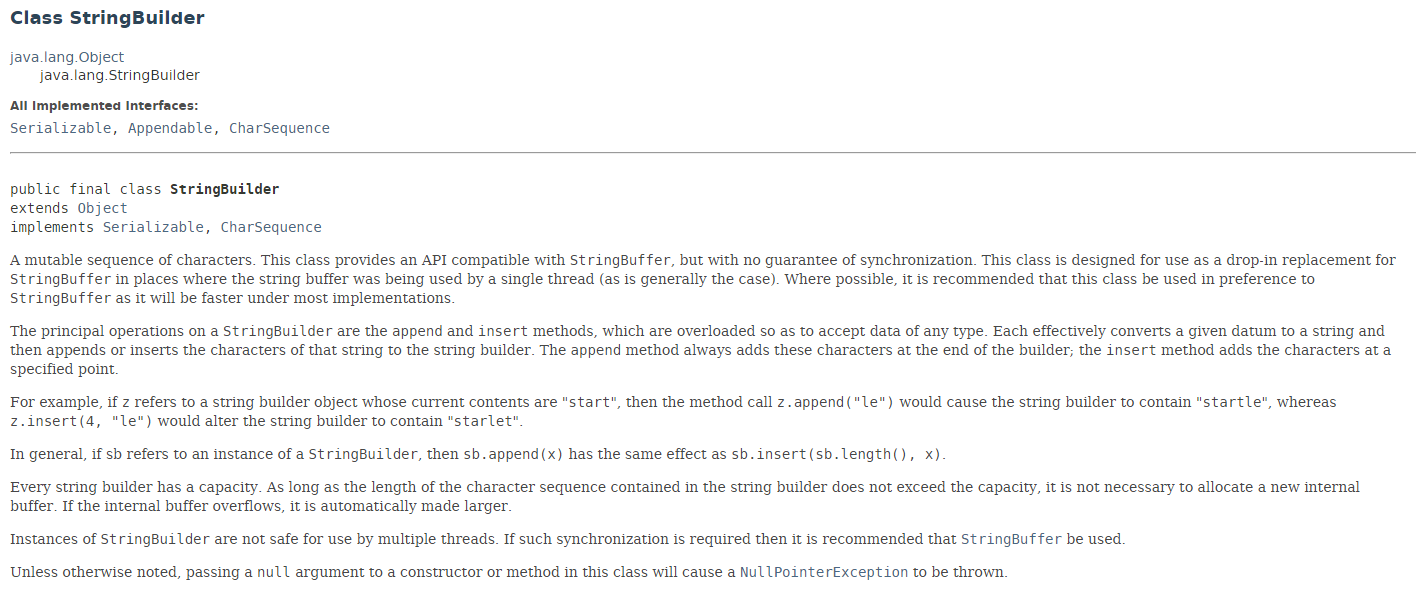 Class StringBuilder
java.lang.Object
java.lang.StringBuilder
All Implemented Interfaces:
Serializable, Appendable, CharSequence
public final class StringBuilder
extends Object
implements Serializable, CharSequence
A mutable sequence of characters. This class provides an API compatible with StringBuffer, but with no guarantee of synchronization. This class is designed for use as a drop-in replacement for
StringBuffer in places where the string buffer was being used by a single thread (as is generally the case). Where possible, it is recommended that this class be used in preference to
StringBuffer as it will be faster under most implementations.
The principal operations on a StringBuilder are the append and insert methods, which are overloaded so as to accept data of any type. Each effectively converts a given datum to a string and
then appends or inserts the characters of that string to the string builder. The append method always adds these characters at the end of the builder; the insert method adds the characters at a
specified point.
For example, if z refers to a string builder object whose current contents are "start", then the method call z.append("le") would cause the string builder to contain "startle", whereas
z.insert(4, "le") would alter the string builder to contain "starlet".
In general, if sb refers to an instance of a StringBuilder, then sb.append(x) has the same effect as sb.insert(sb.length(), x).
Every string builder has a capacity. As long as the length of the character sequence contained in the string builder does not exceed the capacity, it is not necessary to allocate a new internal
buffer. If the internal buffer overflows, it is automatically made larger.
Instances of StringBuilder are not safe for use by multiple threads. If such synchronization is required then it is recommended that StringBuffer be used.
Unless otherwise noted, passing a null argument to a constructor or method in this class will cause a NullPointerException to be thrown.